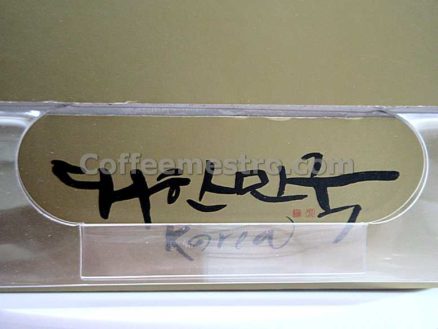 Coffeemestro.com
대한민국
Korea